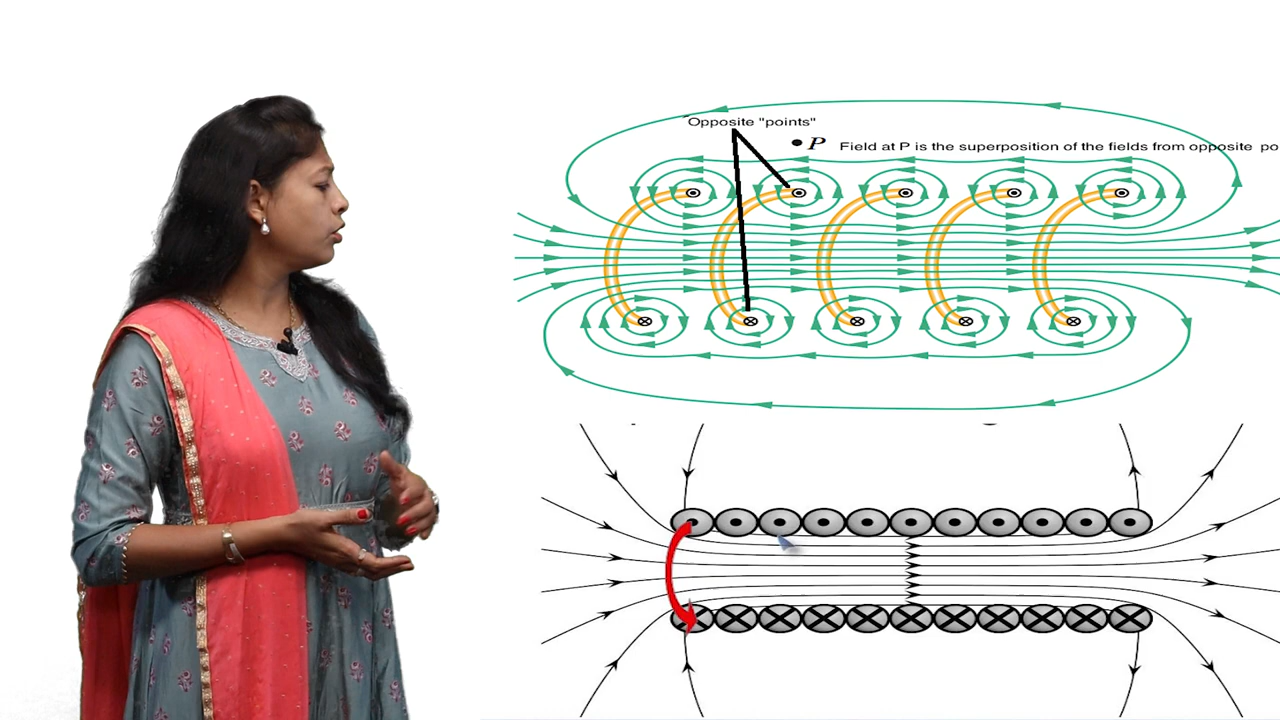 Opposite "points"
P Field at P is the superposition of the fields from opposite po